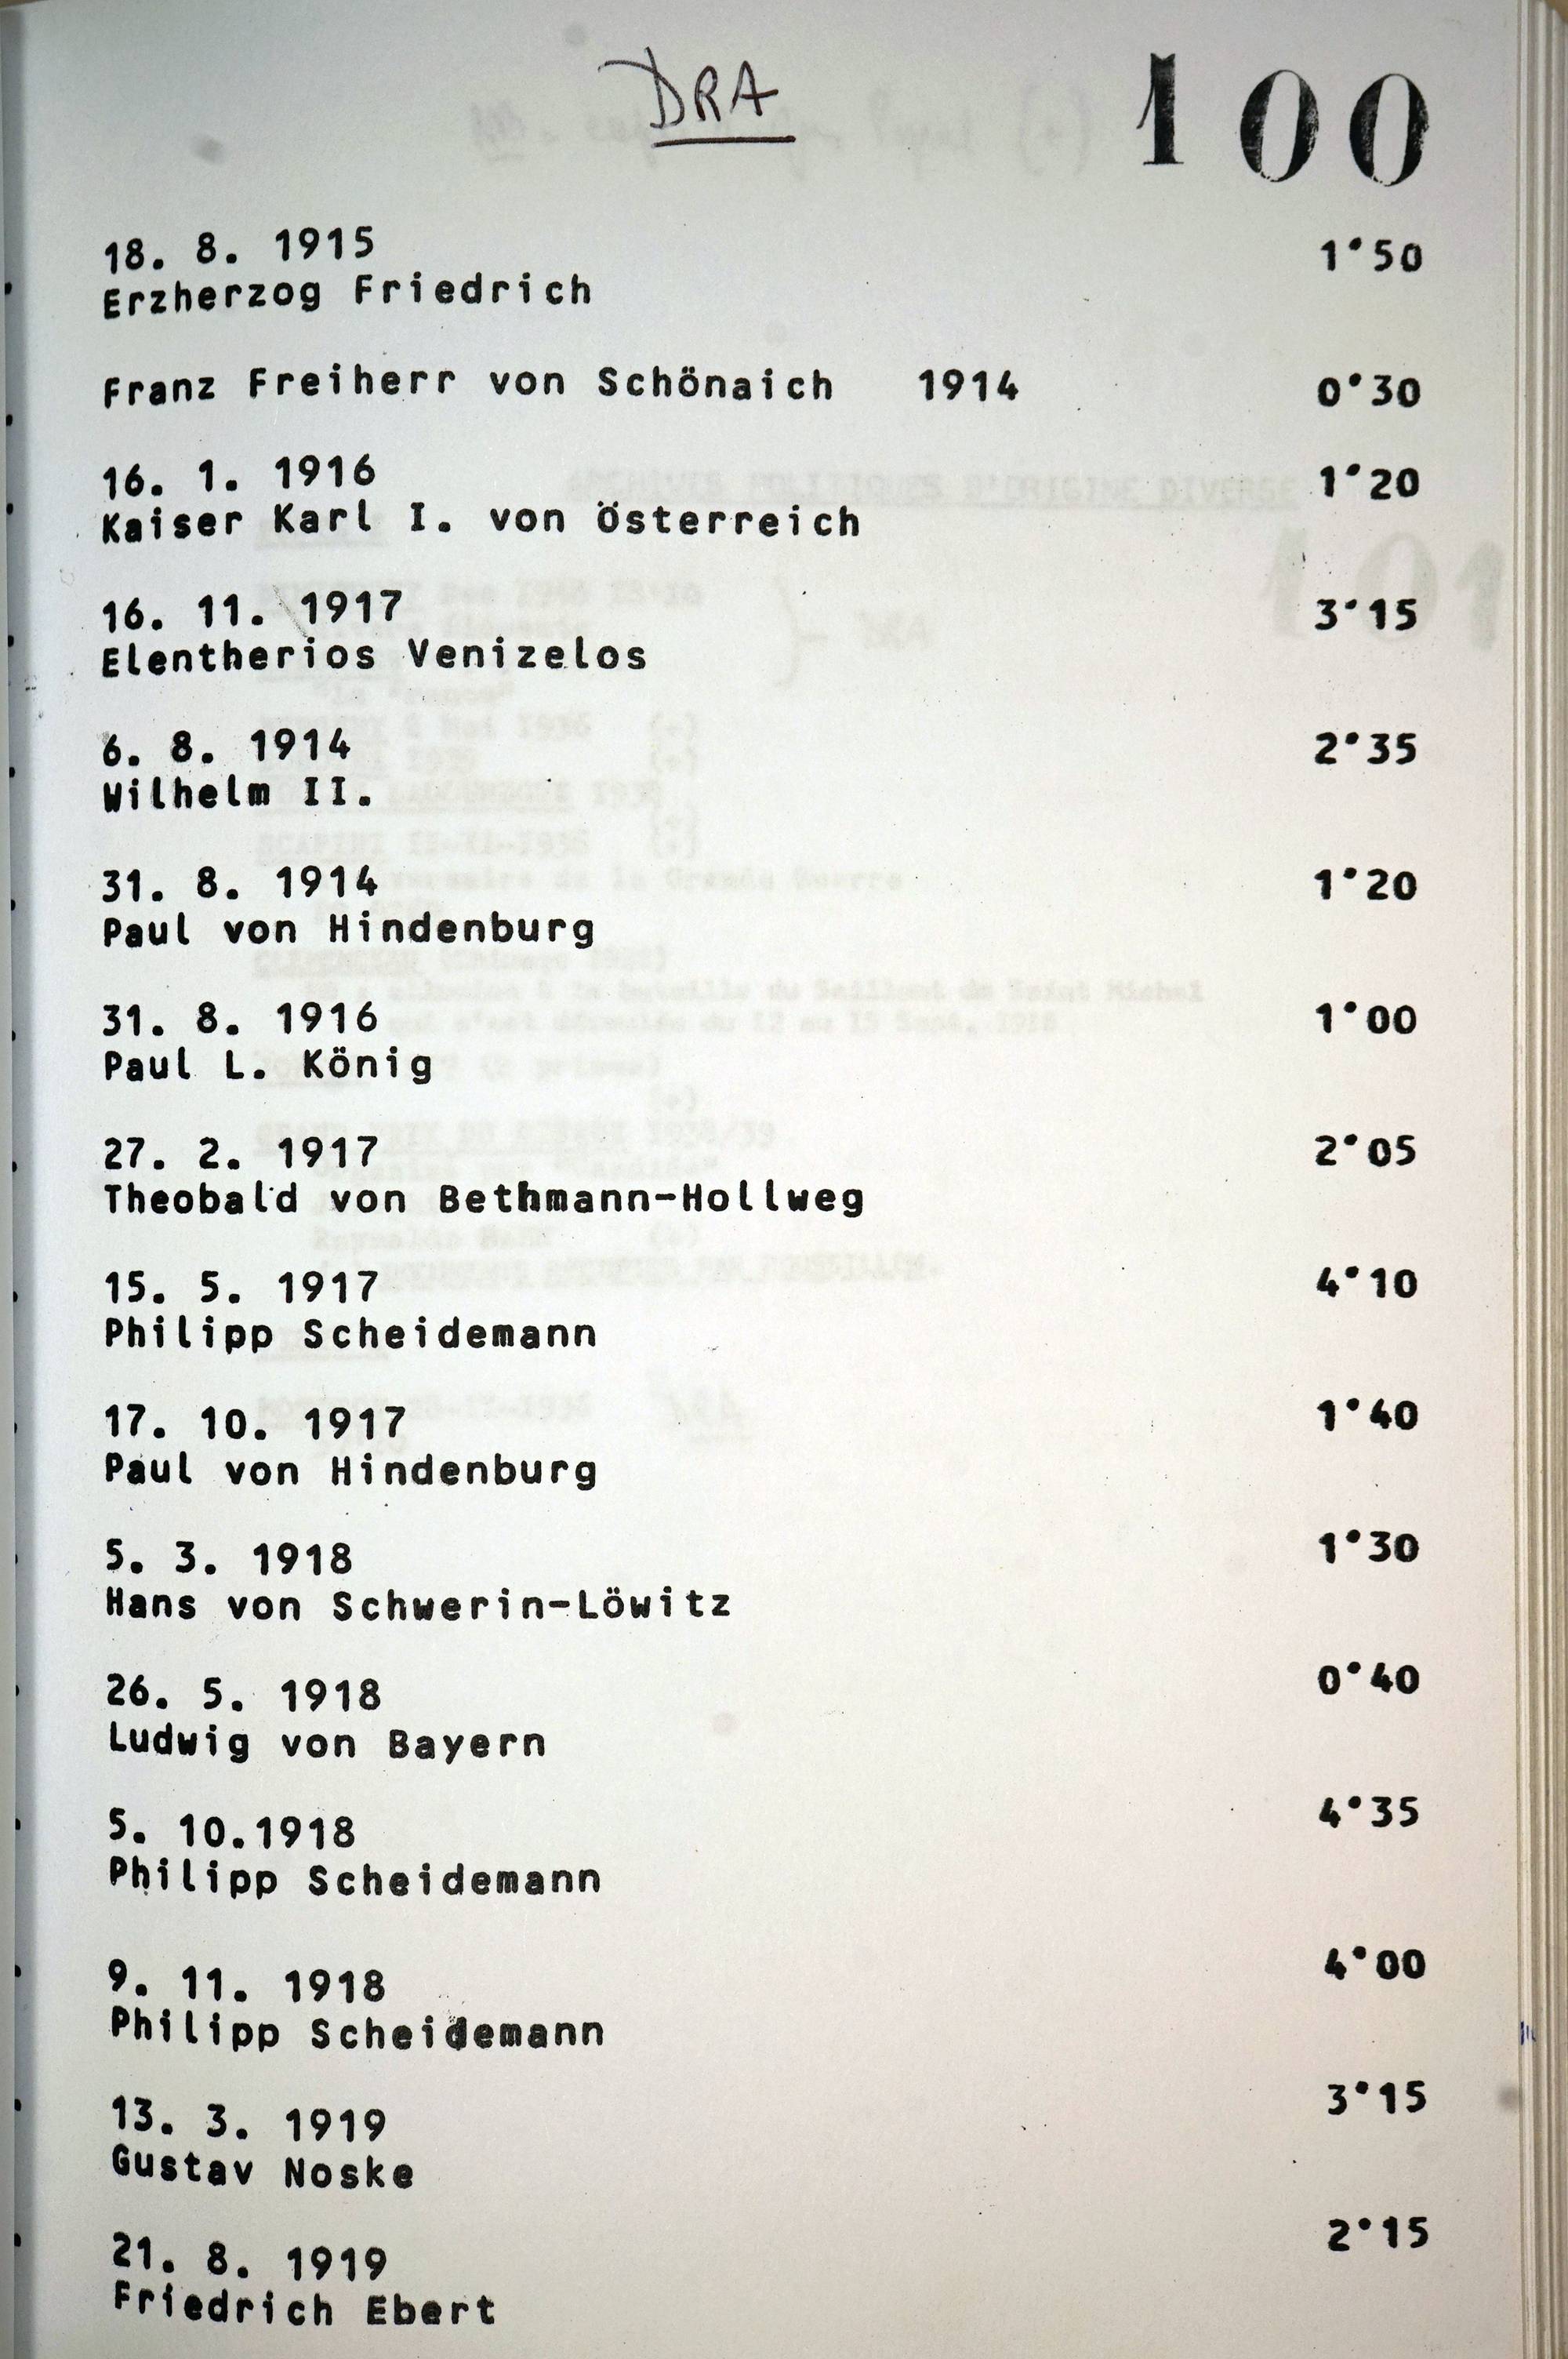 DRA
100
18. 8. 1915 1'50
Erzherzog Friedrich
Franz Freiherr von Schönaich 1914 0'30
16. 1. 1916 1'20
Kaiser Karl I. von Österreich
16. 11. 1917 3'15
Elentherios Venizelos
6. 8. 1914 2'35
Wilhelm II.
31. 8. 1914 1'20
Paul von Hindenburg
31. 8. 1916 1'00
Paul L. König
27. 2. 1917 2'05
Theobald von Bethmann-Hollweg
15. 5. 1917 4'10
Philipp Scheidemann
17. 10. 1917 1'40
Paul von Hindenburg
5. 3. 1918 1'30
Hans von Schwerin-Löwitz
26. 5. 1918 0'40
Ludwig von Bayern
5. 10.1918 4'35
Philipp Scheidemann
9. 11. 1918 4'00
Philipp Scheidemann
13. 3. 1919 3'15
Gustav Noske
21. 8. 1919 2'15
Friedrich Ebert